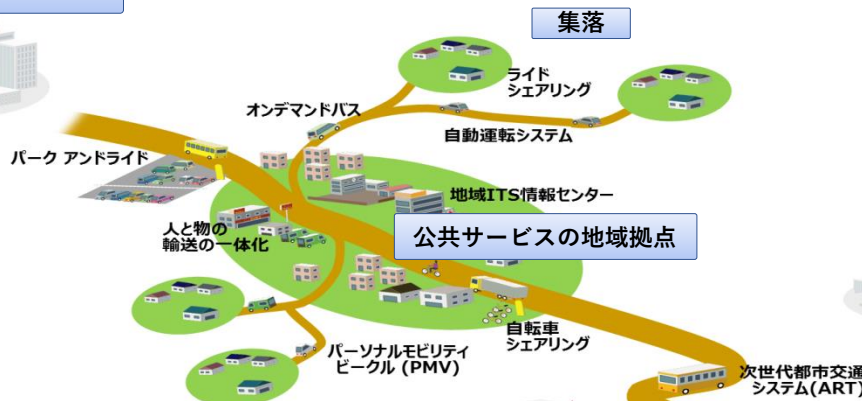 集落
ライド
シェアリング
オンデマンドバス
自動運転システム
パーク アンドライド
地域ITS情報センター
人と物の
輸送の一体化
公共サービスの地域拠点
自転車
シェアリング
パーソナルモビリティ
ビークル (PMV)
次世代都市交通
システム(ART)